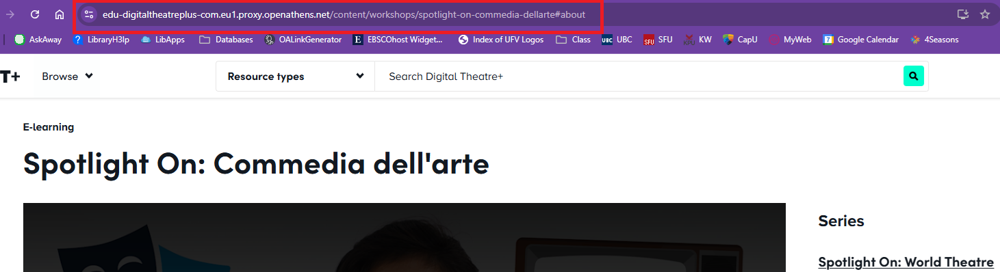 edu-digitaltheatreplus-com.eu1.proxy.openathens.net/content/workshops/spotlight-on-commedia-dellarte#about
AskAway ? LibraryH3lp LibApps Databases OALinkGenerator E EBSCOhost Widget... Index of UFV Logos Class UBC UBC SFU SFU KPU KW CapU MyWeb 7 Google Calendar 4Seasons
T+ Browse Resource types Search Digital Theatre+
E-learning
Spotlight On: Commedia dell'arte
Series
Spotlight On: World Theatre